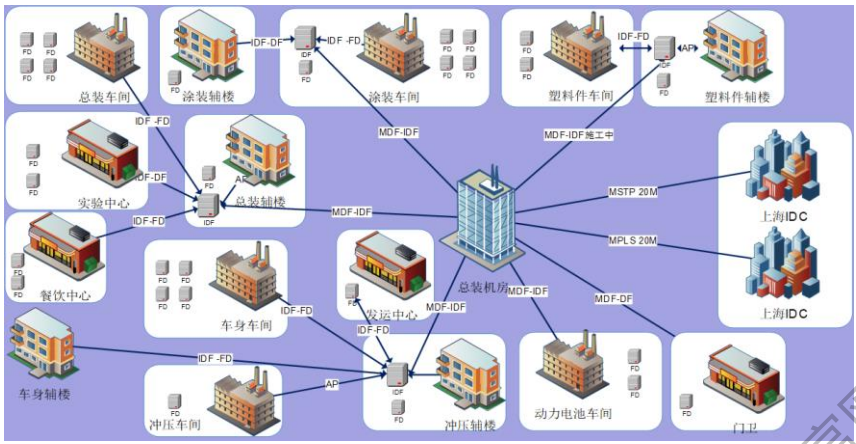 FD
FD
FD
FD
总装车间
FD
涂装辅楼
IDF-DF
IDF
IDF -FD
FD
涂装车间
FD
FD
FD
FD
FD
塑料件车间
IDF-FD
IDF
AP
FD
塑料件辅楼
IDF -FD
MDF-IDF
MDF-IDF施工中
FD
FD
实验中心
IDF-DF
FD
AP
总装辅楼
IDF
MDF-IDF
总装机房
MSTP 20M
上海IDC
MPLS 20M
上海IDC
IDF-FD
FD
FD
餐饮中心
FD
FD
FD
FD
车身车间
FD
发运中心
MDF-IDF
MDF-IDF
MDF-DF
IDF-FD
车身辅楼
IDF -FD
IDF
FD
冲压辅楼
FD
冲压车间
AP
动力电池车间
FD
FD
FD
门卫